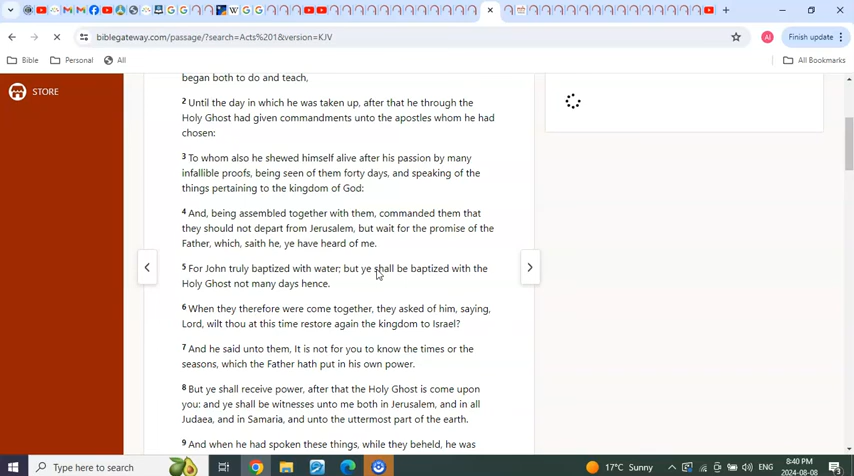 biblegateway.com/passage/?search=Acts%201&version=KJV
AI
Finish update
Bible
Personal
All
All Bookmarks
STORE
began both to do and teach,
2 Until the day in which he was taken up, after that he through the
Holy Ghost had given commandments unto the apostles whom he had
chosen:
3 To whom also he shewed himself alive after his passion by many
infallible proofs, being seen of them forty days, and speaking of the
things pertaining to the kingdom of God:
4 And, being assembled together with them, commanded them that
they should not depart from Jerusalem, but wait for the promise of the
Father, which, saith he, ye have heard of me.
5 For John truly baptized with water; but ye shall be baptized with the
Holy Ghost not many days hence.
6 When they therefore were come together, they asked of him, saying,
Lord, wilt thou at this time restore again the kingdom to Israel?
7 And he said unto them, It is not for you to know the times or the
seasons, which the Father hath put in his own power.
8 But ye shall receive power, after that the Holy Ghost is come upon
you: and ye shall be witnesses unto me both in Jerusalem, and in all
Judaea, and in Samaria, and unto the uttermost part of the earth.
9 And when he had spoken these things, while they beheld, he was
Type here to search
17°C Sunny
ENG
8:40 PM
2024-08-08
3